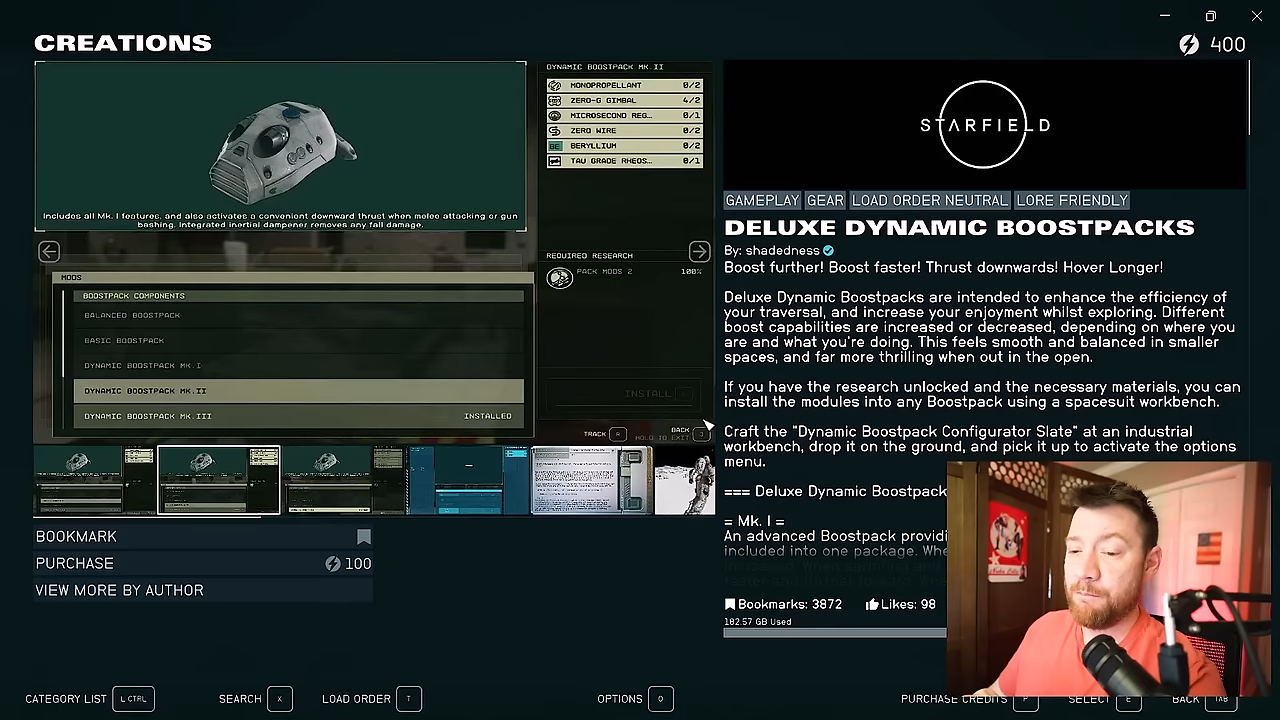 CREATIONS
400
Includes all Mk. I features, and also activates a convenient downward thrust when melee attacking or gun
bashing. Integrated inertial dampener removes any fall damage.
DYNAMIC BOOSTPACK MK.II
MONOPROPELLANT 0/2
ZERO-G GIMBAL 4/2
MICROSECOND REG... 0/1
ZERO WIRE 0/2
BE BERYLLIUM 0/2
TAU GRADE RHEOS... 0/1
REQUIRED RESEARCH
PACK MODS 2 100%
MODS
BOOSTPACK COMPONENTS
BALANCED BOOSTPACK
BASIC BOOSTPACK
DYNAMIC BOOSTPACK MK.I
DYNAMIC BOOSTPACK MK.II
DYNAMIC BOOSTPACK MK.III INSTALLED
INSTALL
TRACK R BACK
HOLD TO EXIT
BOOKMARK
PURCHASE 100
VIEW MORE BY AUTHOR
STARFIELD
GAMEPLAY GEAR LOAD ORDER NEUTRAL LORE FRIENDLY
DELUXE DYNAMIC BOOSTPACKS
By: shadedness
Boost further! Boost faster! Thrust downwards! Hover Longer!
Deluxe Dynamic Boostpacks are intended to enhance the efficiency of
your traversal, and increase your enjoyment whilst exploring. Different
boost capabilities are increased or decreased, depending on where you
are and what you're doing. This feels smooth and balanced in smaller
spaces, and far more thrilling when out in the open.
If you have the research unlocked and the necessary materials, you can
install the modules into any Boostpack using a spacesuit workbench.
Craft the "Dynamic Boostpack Configurator Slate" at an industrial
workbench, drop it on the ground, and pick it up to activate the options
menu.
=== Deluxe Dynamic Boostpack
= Mk. I =
An advanced Boostpack providi
included into one package. Whe
Bookmarks: 3872 Likes: 98
182.57 GB Used
CATEGORY LIST L CTRL SEARCH X LOAD ORDER T OPTIONS O PURCHASE CREDITS P SELECT E BACK TAB